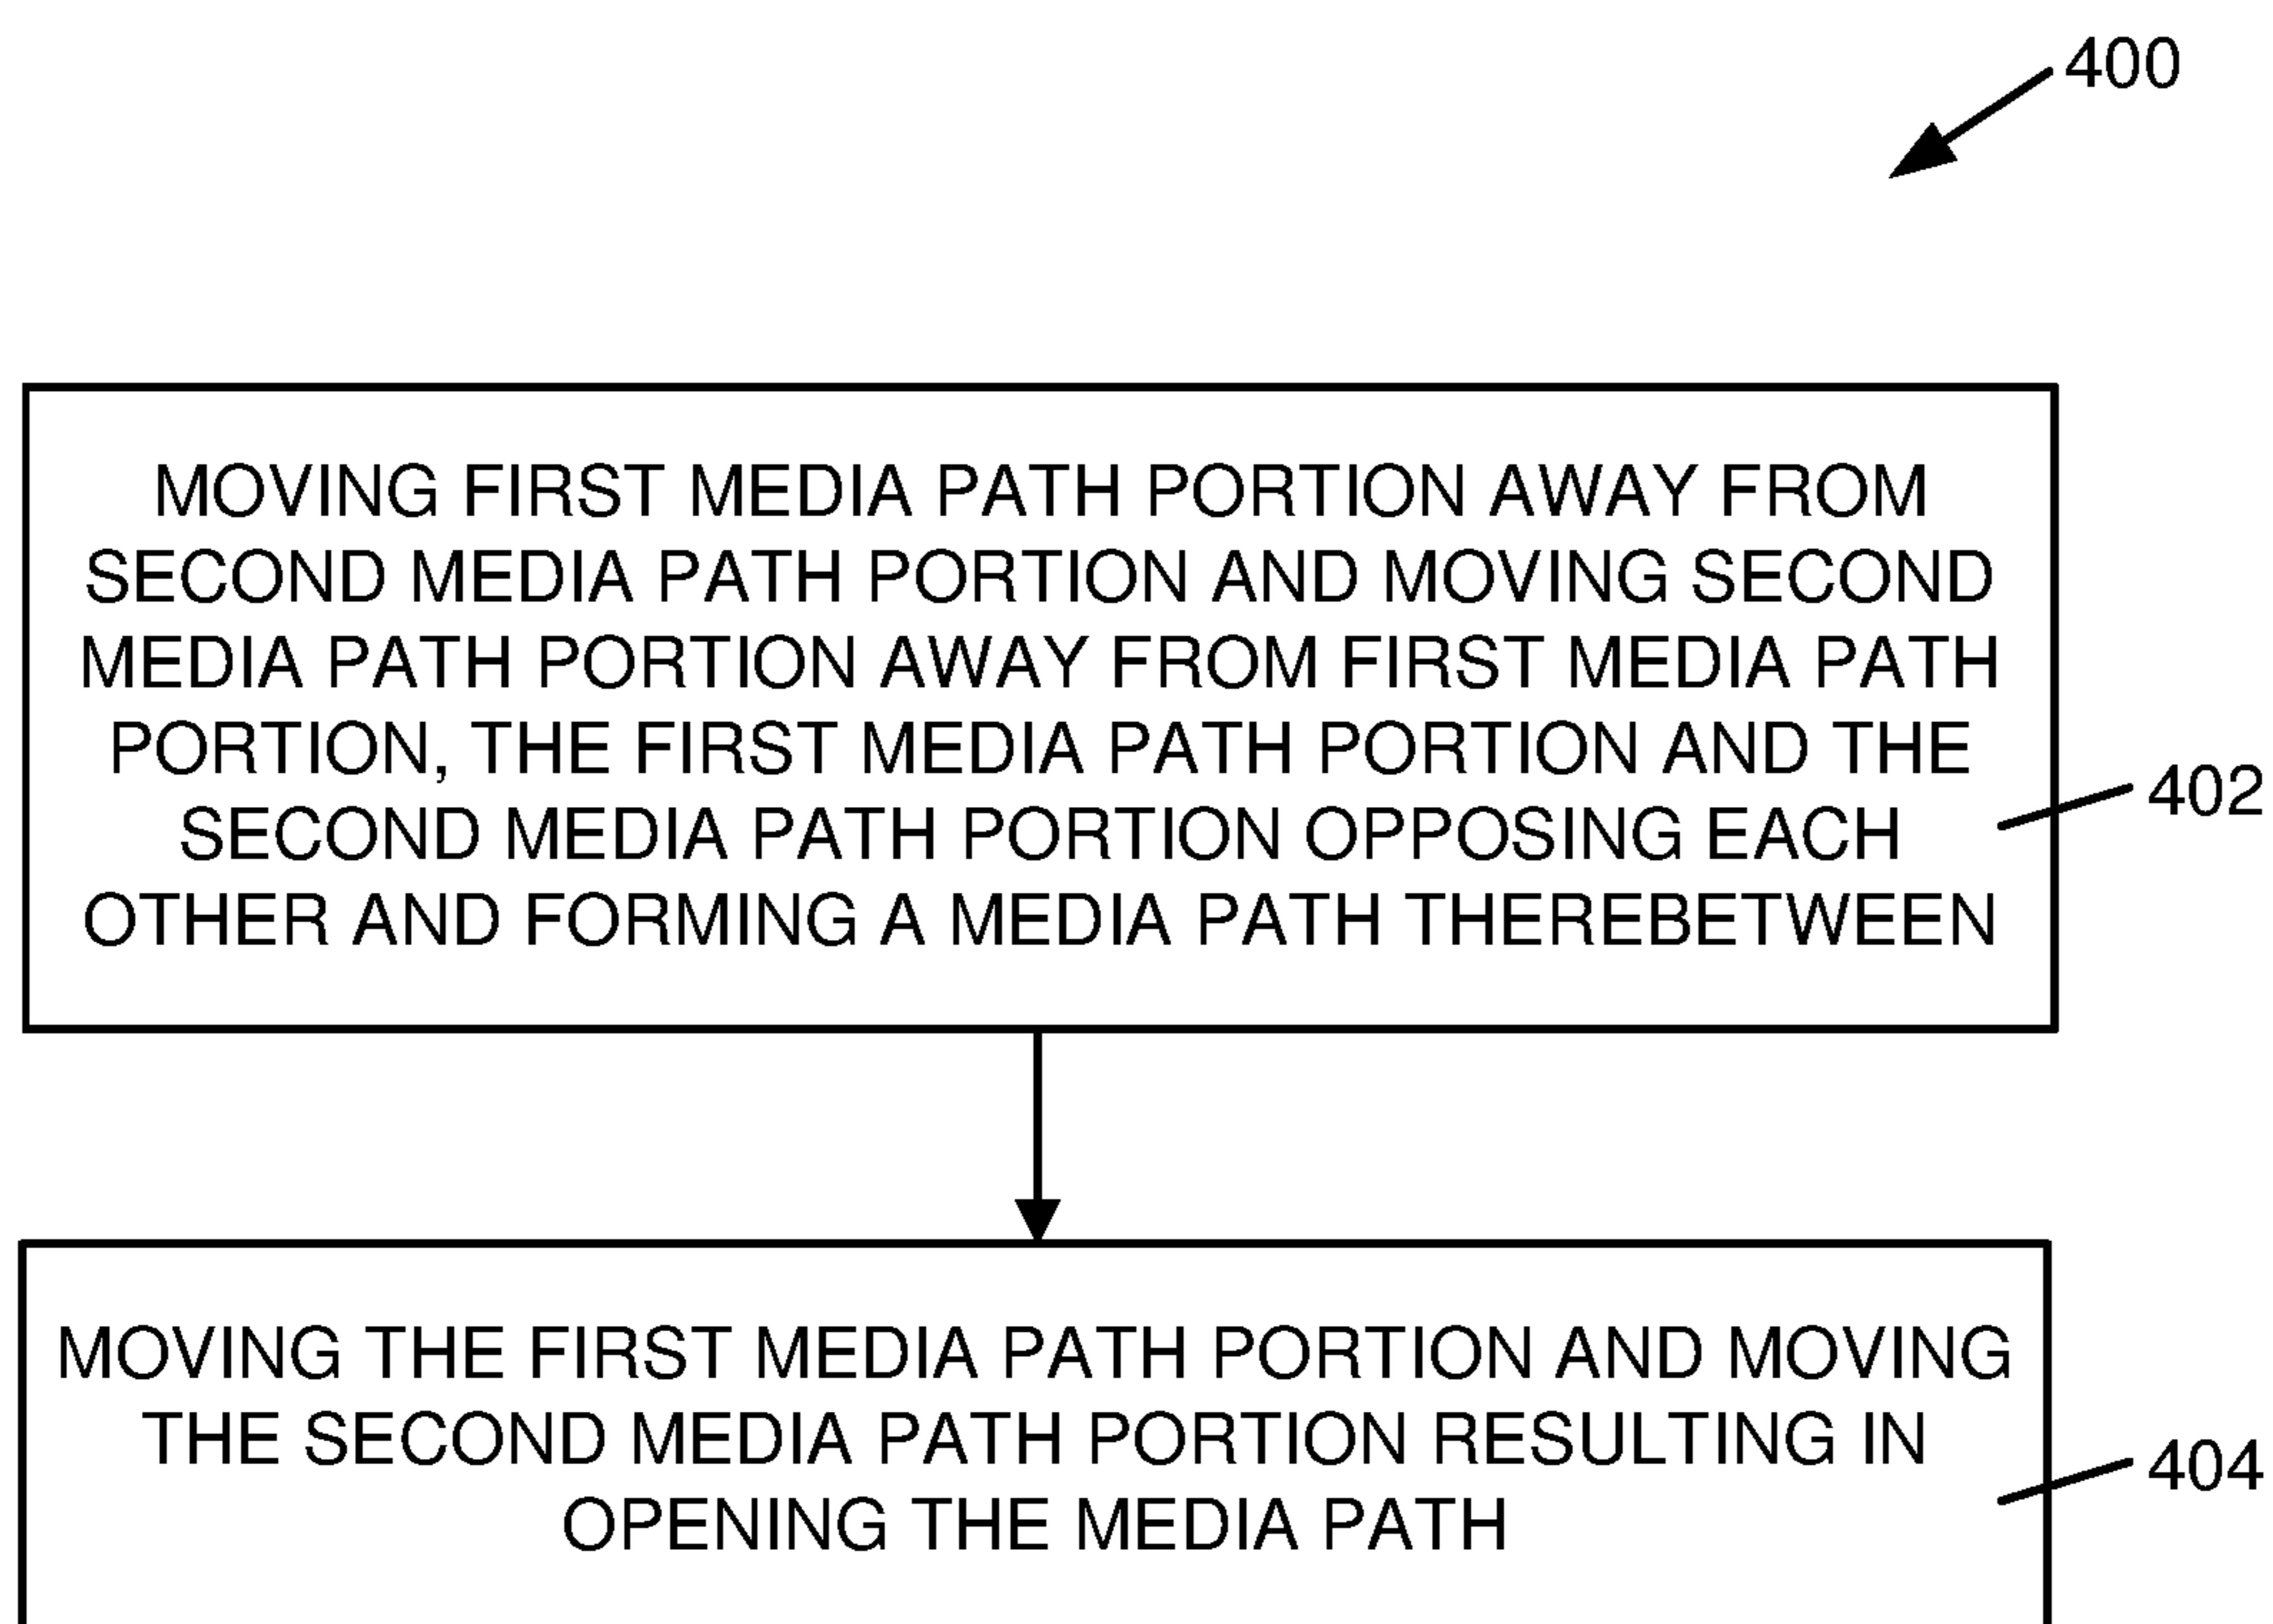 400
MOVING FIRST MEDIA PATH PORTION AWAY FROM
SECOND MEDIA PATH PORTION AND MOVING SECOND
MEDIA PATH PORTION AWAY FROM FIRST MEDIA PATH
PORTION, THE FIRST MEDIA PATH PORTION AND THE
SECOND MEDIA PATH PORTION OPPOSING EACH
OTHER AND FORMING A MEDIA PATH THEREBETWEEN
402
MOVING THE FIRST MEDIA PATH PORTION AND MOVING
THE SECOND MEDIA PATH PORTION RESULTING IN
OPENING THE MEDIA PATH
404